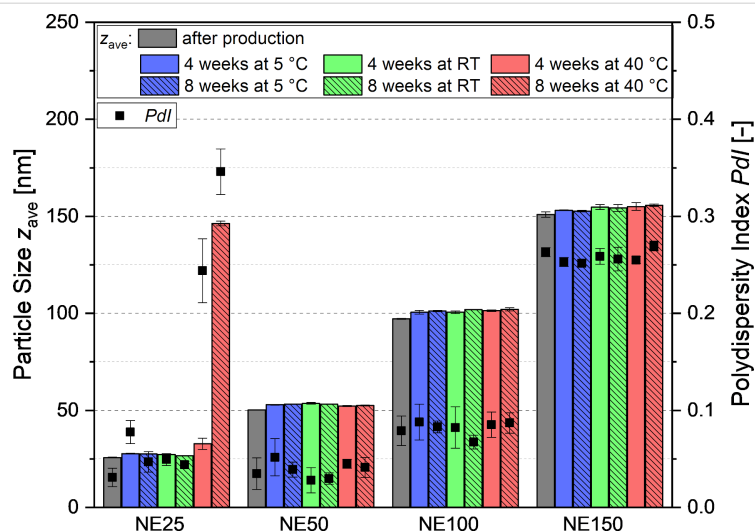 250
200
150
100
50
0
Particle Size z_ave [nm]
z_ave: after production
4 weeks at 5 °C 4 weeks at RT 4 weeks at 40 °C
8 weeks at 5 °C 8 weeks at RT 8 weeks at 40 °C
PdI
0.5
0.4
0.3
0.2
0.1
0.0
Polydispersity Index PdI [-]
NE25 NE50 NE100 NE150